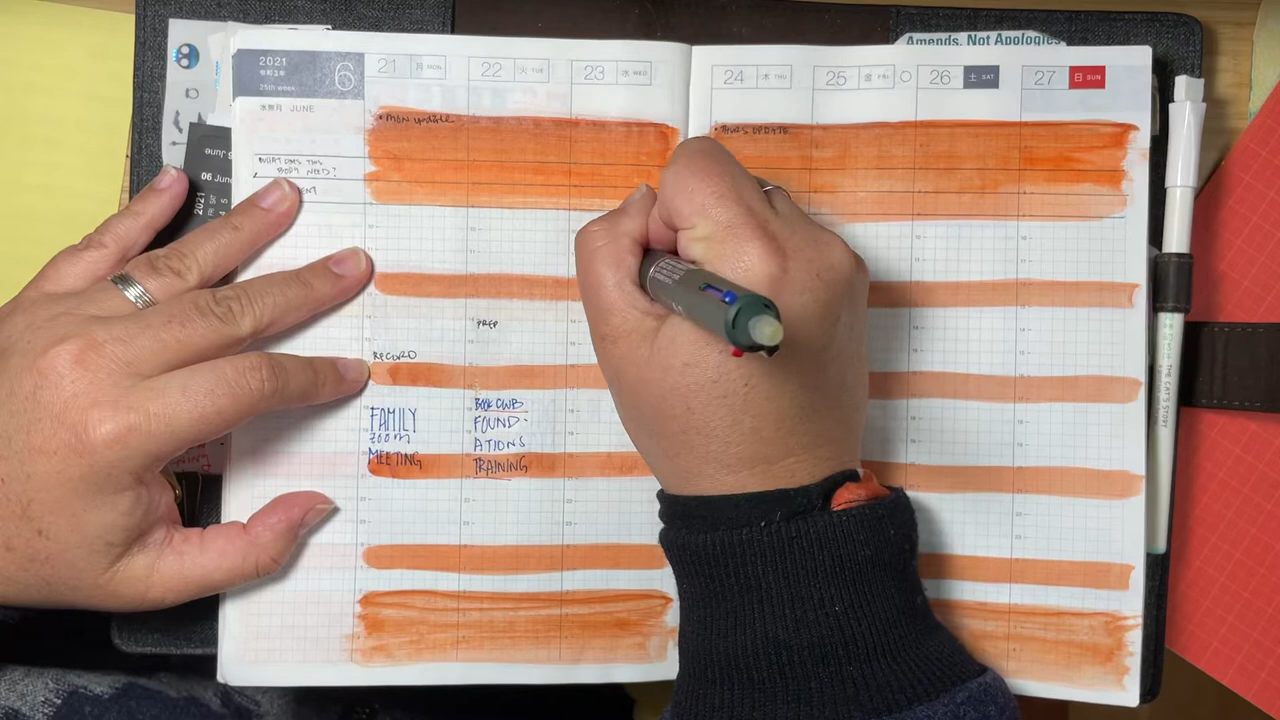 Amends, Not Apologies
2021
令和3年
25th week
6
水無月 JUNE
21 月 MON
22 火 TUE
23 水 WED
24 木 THU
25 金 FRI
26 土 SAT
27 日 SUN
• MON update
• THURS UPDATE
WHAT DOES THIS
BODY NEED?
06 June
2021
PREP
RECORD
FAMILY
ZOOM
MEETING
BOOK CLUB
FOUND-
ATIONS
TRAINING
THE CAT'S STORY